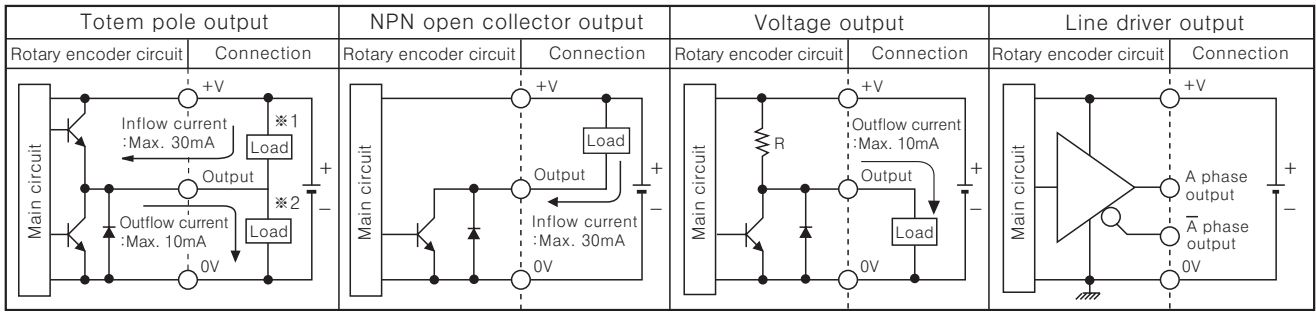 Totem pole output
Rotary encoder circuit Connection
+V
Inflow current
:Max. 30mA
※1
Load
Main circuit
Output
+
−
※2
Outflow current
:Max. 10mA
Load
0V
NPN open collector output
Rotary encoder circuit Connection
+V
Load
Main circuit
Output
+
−
Inflow current
:Max. 30mA
0V
Voltage output
Rotary encoder circuit Connection
+V
Outflow current
:Max. 10mA
R
Main circuit
Output
+
−
Load
0V
Line driver output
Rotary encoder circuit Connection
+V
Main circuit
A phase
output
+
−
A̅ phase
output
0V